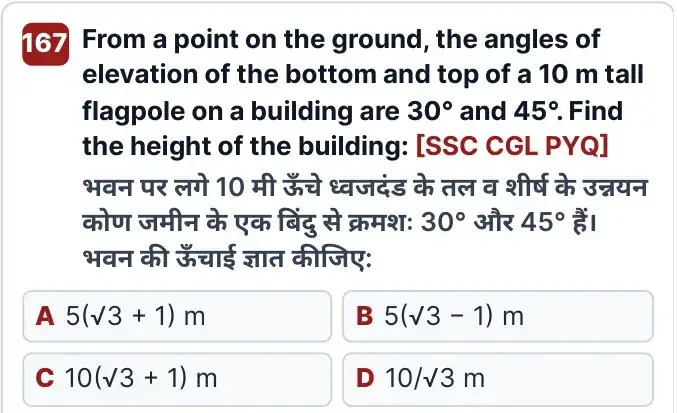 167 From a point on the ground, the angles of
elevation of the bottom and top of a 10 m tall
flagpole on a building are 30° and 45°. Find
the height of the building: [SSC CGL PYQ]
भवन पर लगे 10 मी ऊँचे ध्वजदंड के तल व शीर्ष के उन्नयन
कोण जमीन के एक बिंदु से क्रमशः 30° और 45° हैं।
भवन की ऊँचाई ज्ञात कीजिए:
A 5(√3 + 1) m
B 5(√3 − 1) m
C 10(√3 + 1) m
D 10/√3 m